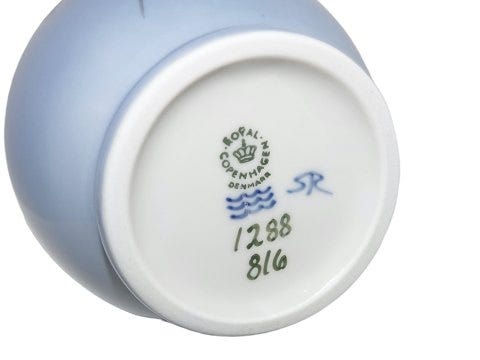 ROYAL
COPENHAGEN
DENMARK
SR
1288
816